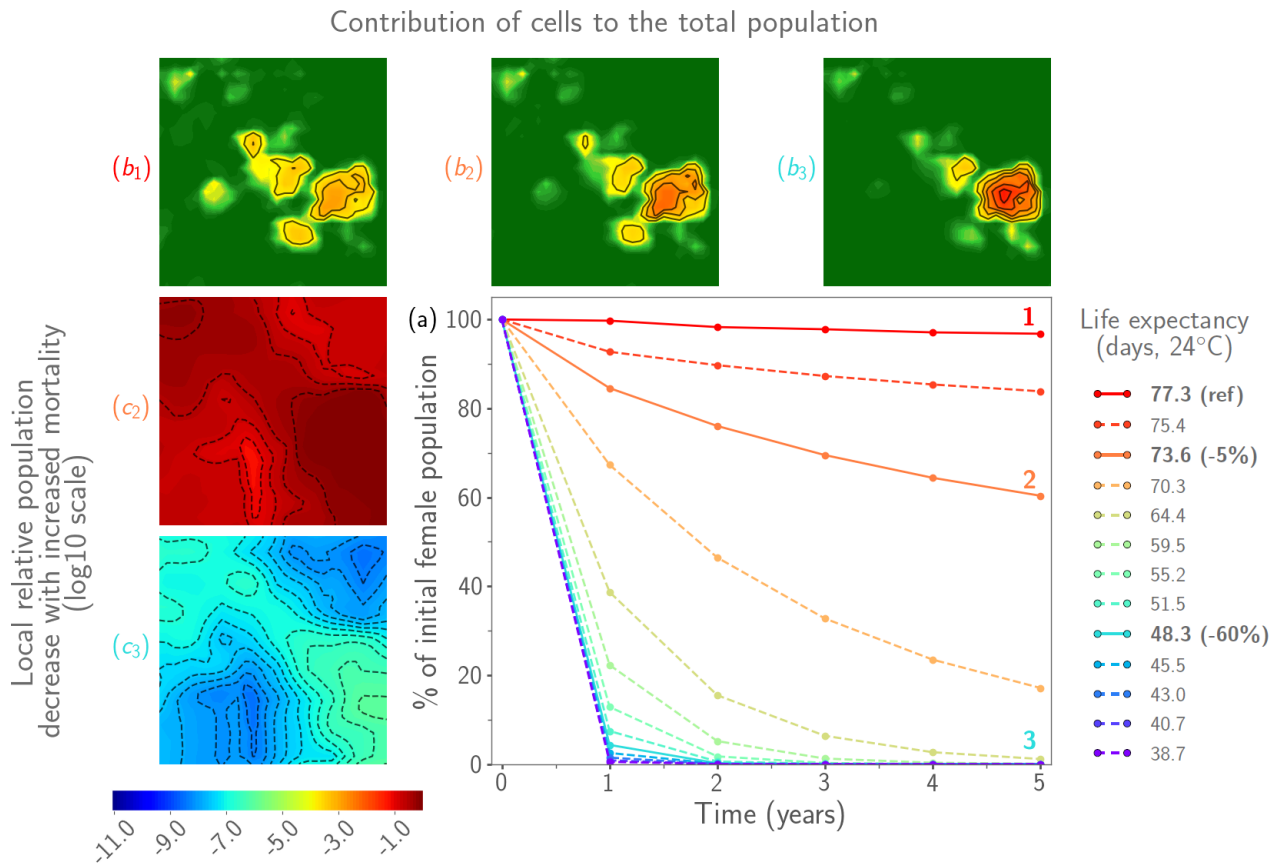 Contribution of cells to the total population
(b1)
(b2)
(b3)
Local relative population
decrease with increased mortality
(log10 scale)
(c2)
(c3)
-11.0
-9.0
-7.0
-5.0
-3.0
-1.0
(a)
% of initial female population
100
80
60
40
20
0
1
2
3
0
1
2
3
4
5
Time (years)
Life expectancy
(days, 24°C)
77.3 (ref)
75.4
73.6 (-5%)
70.3
64.4
59.5
55.2
51.5
48.3 (-60%)
45.5
43.0
40.7
38.7